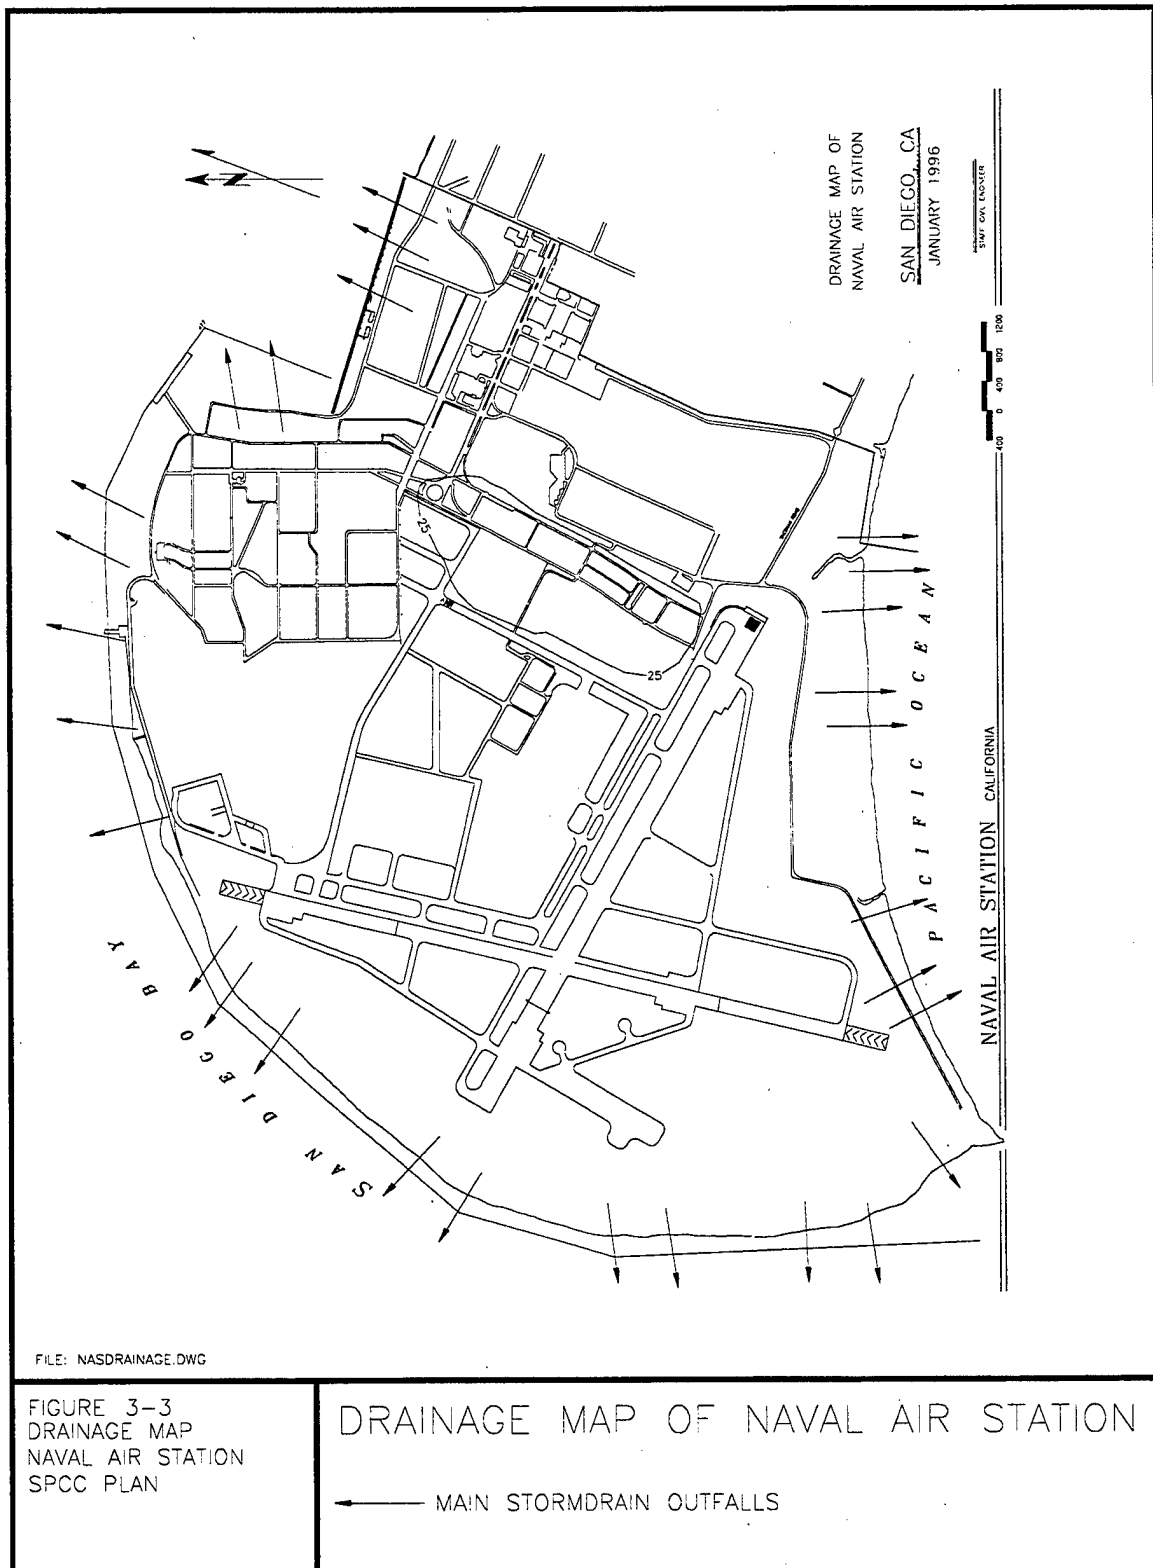 N
DRAINAGE MAP OF
NAVAL AIR STATION
SAN DIEGO, CA
JANUARY 1996
STAFF CIVIL ENGINEER
400 0 400 800 1200
25
25
PACIFIC OCEAN
NAVAL AIR STATION CALIFORNIA
SAN DIEGO BAY
FILE: NASDRAINAGE.DWG
FIGURE 3-3
DRAINAGE MAP
NAVAL AIR STATION
SPCC PLAN
DRAINAGE MAP OF NAVAL AIR STATION
MAIN STORMDRAIN OUTFALLS